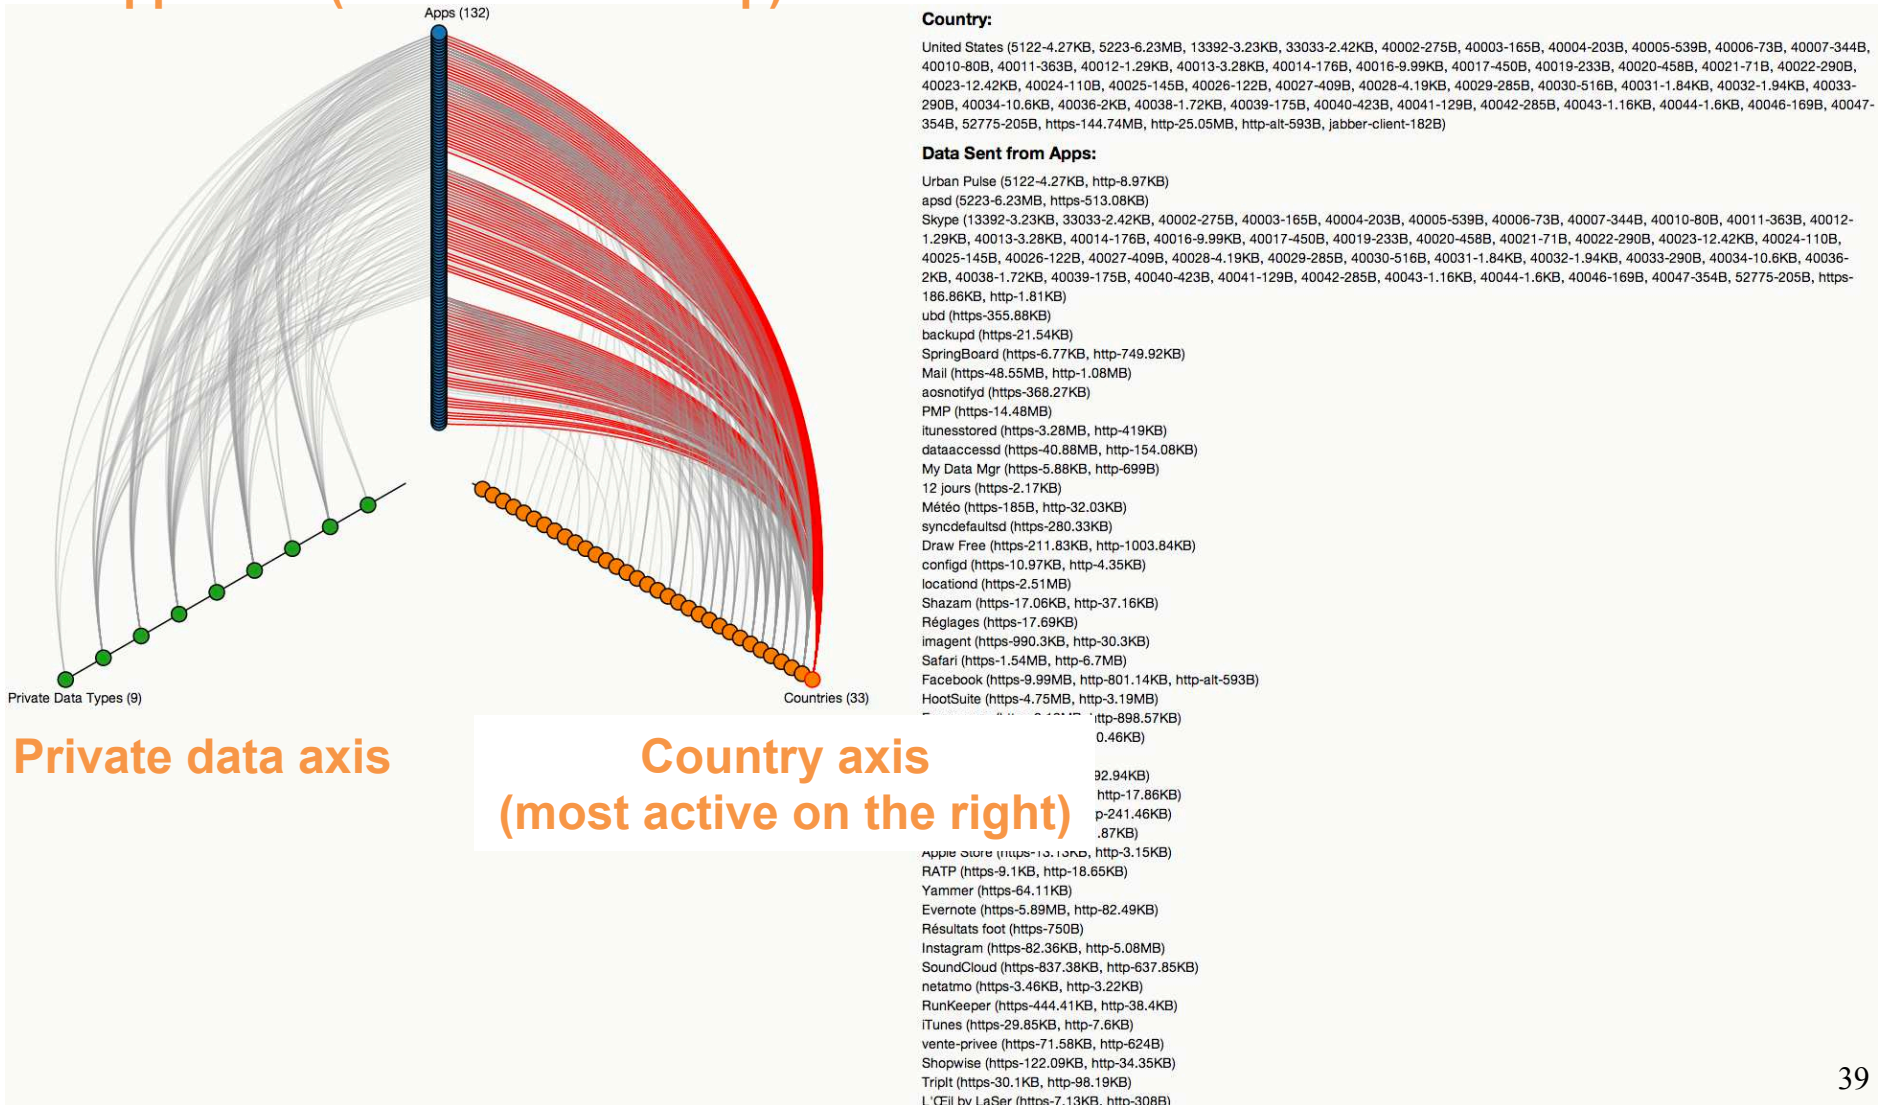 Apps (132)
Private Data Types (9)
Countries (33)
Private data axis
Country axis
(most active on the right)
Country:
United States (5122-4.27KB, 5223-6.23MB, 13392-3.23KB, 33033-2.42KB, 40002-275B, 40003-165B, 40004-203B, 40005-539B, 40006-73B, 40007-344B,
40010-80B, 40011-363B, 40012-1.29KB, 40013-3.28KB, 40014-176B, 40016-9.99KB, 40017-450B, 40019-233B, 40020-458B, 40021-71B, 40022-290B,
40023-12.42KB, 40024-110B, 40025-145B, 40026-122B, 40027-409B, 40028-4.19KB, 40029-285B, 40030-516B, 40031-1.84KB, 40032-1.94KB, 40033-
290B, 40034-10.6KB, 40036-2KB, 40038-1.72KB, 40039-175B, 40040-423B, 40041-129B, 40042-285B, 40043-1.16KB, 40044-1.6KB, 40046-169B, 40047-
354B, 52775-205B, https-144.74MB, http-25.05MB, http-alt-593B, jabber-client-182B)
Data Sent from Apps:
Urban Pulse (5122-4.27KB, http-8.97KB)
apsd (5223-6.23MB, https-513.08KB)
Skype (13392-3.23KB, 33033-2.42KB, 40002-275B, 40003-165B, 40004-203B, 40005-539B, 40006-73B, 40007-344B, 40010-80B, 40011-363B, 40012-
1.29KB, 40013-3.28KB, 40014-176B, 40016-9.99KB, 40017-450B, 40019-233B, 40020-458B, 40021-71B, 40022-290B, 40023-12.42KB, 40024-110B,
40025-145B, 40026-122B, 40027-409B, 40028-4.19KB, 40029-285B, 40030-516B, 40031-1.84KB, 40032-1.94KB, 40033-290B, 40034-10.6KB, 40036-
2KB, 40038-1.72KB, 40039-175B, 40040-423B, 40041-129B, 40042-285B, 40043-1.16KB, 40044-1.6KB, 40046-169B, 40047-354B, 52775-205B, https-
186.86KB, http-1.81KB)
ubd (https-355.88KB)
backupd (https-21.54KB)
SpringBoard (https-6.77KB, http-749.92KB)
Mail (https-48.55MB, http-1.08MB)
aosnotifyd (https-368.27KB)
PMP (https-14.48MB)
itunesstored (https-3.28MB, http-419KB)
dataaccessd (https-40.88MB, http-154.08KB)
My Data Mgr (https-5.88KB, http-699B)
12 jours (https-2.17KB)
Météo (https-185B, http-32.03KB)
syncdefaultsd (https-280.33KB)
Draw Free (https-211.83KB, http-1003.84KB)
configd (https-10.97KB, http-4.35KB)
locationd (https-2.51MB)
Shazam (https-17.06KB, http-37.16KB)
Réglages (https-17.69KB)
imagent (https-990.3KB, http-30.3KB)
Safari (https-1.54MB, http-6.7MB)
Facebook (https-9.99MB, http-801.14KB, http-alt-593B)
HootSuite (https-4.75MB, http-3.19MB)
http-898.57KB)
0.46KB)
92.94KB)
http-17.86KB)
p-241.46KB)
.87KB)
Apple Store (https-13.13KB, http-3.15KB)
RATP (https-9.1KB, http-18.65KB)
Yammer (https-64.11KB)
Evernote (https-5.89MB, http-82.49KB)
Résultats foot (https-750B)
Instagram (https-82.36KB, http-5.08MB)
SoundCloud (https-837.38KB, http-637.85KB)
netatmo (https-3.46KB, http-3.22KB)
RunKeeper (https-444.41KB, http-38.4KB)
iTunes (https-29.85KB, http-7.6KB)
vente-privee (https-71.58KB, http-624B)
Shopwise (https-122.09KB, http-34.35KB)
TripIt (https-30.1KB, http-98.19KB)
L'Œil by LaSer (https-7.13KB, http-308B)
39